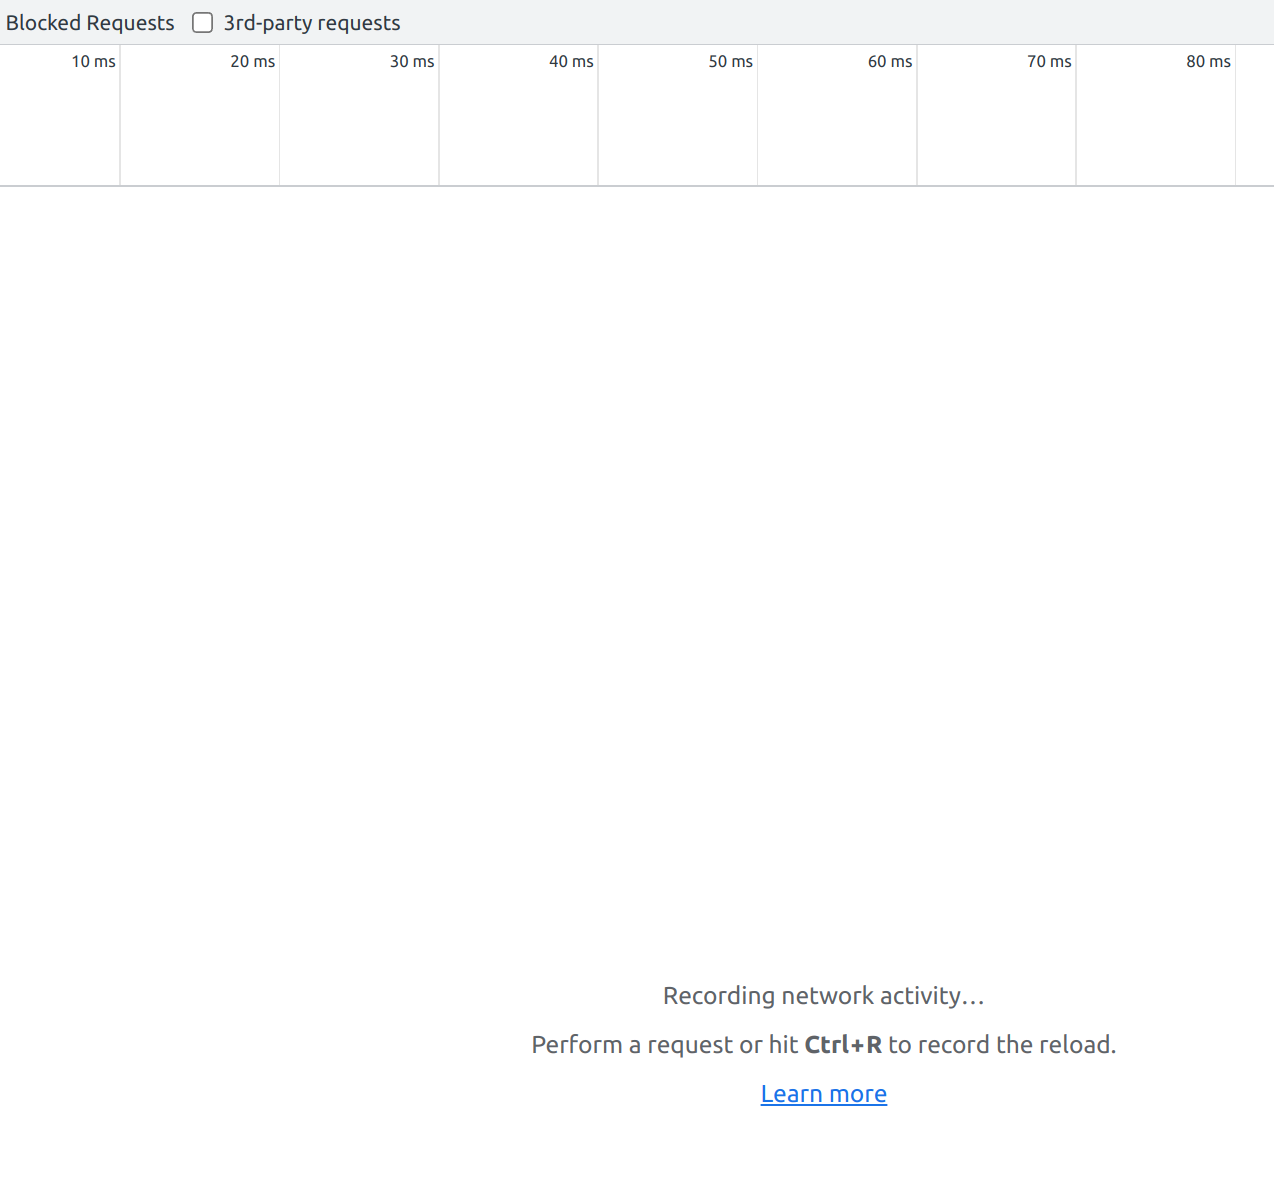 Blocked Requests 3rd-party requests
10 ms 20 ms 30 ms 40 ms 50 ms 60 ms 70 ms 80 ms
Recording network activity…
Perform a request or hit Ctrl+R to record the reload.
Learn more